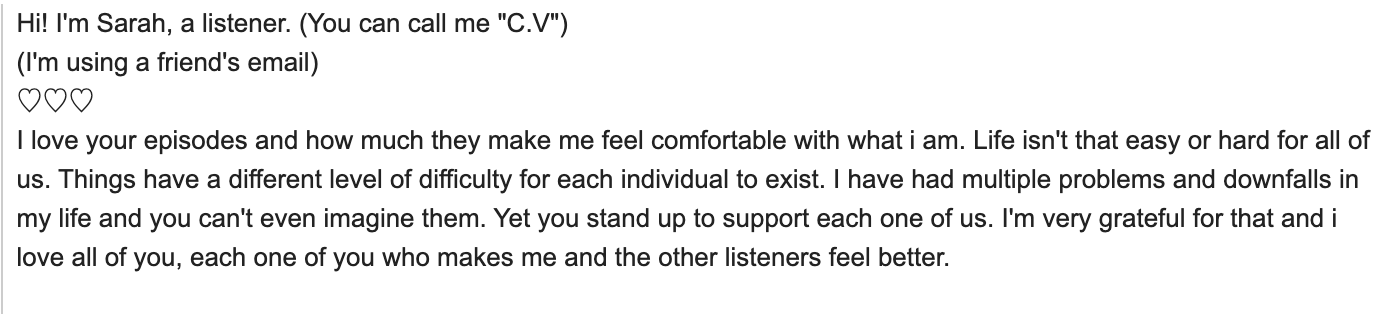 Hi! I'm Sarah, a listener. (You can call me "C.V")
(I'm using a friend's email)
♡♡♡
I love your episodes and how much they make me feel comfortable with what i am. Life isn't that easy or hard for all of
us. Things have a different level of difficulty for each individual to exist. I have had multiple problems and downfalls in
my life and you can't even imagine them. Yet you stand up to support each one of us. I'm very grateful for that and i
love all of you, each one of you who makes me and the other listeners feel better.